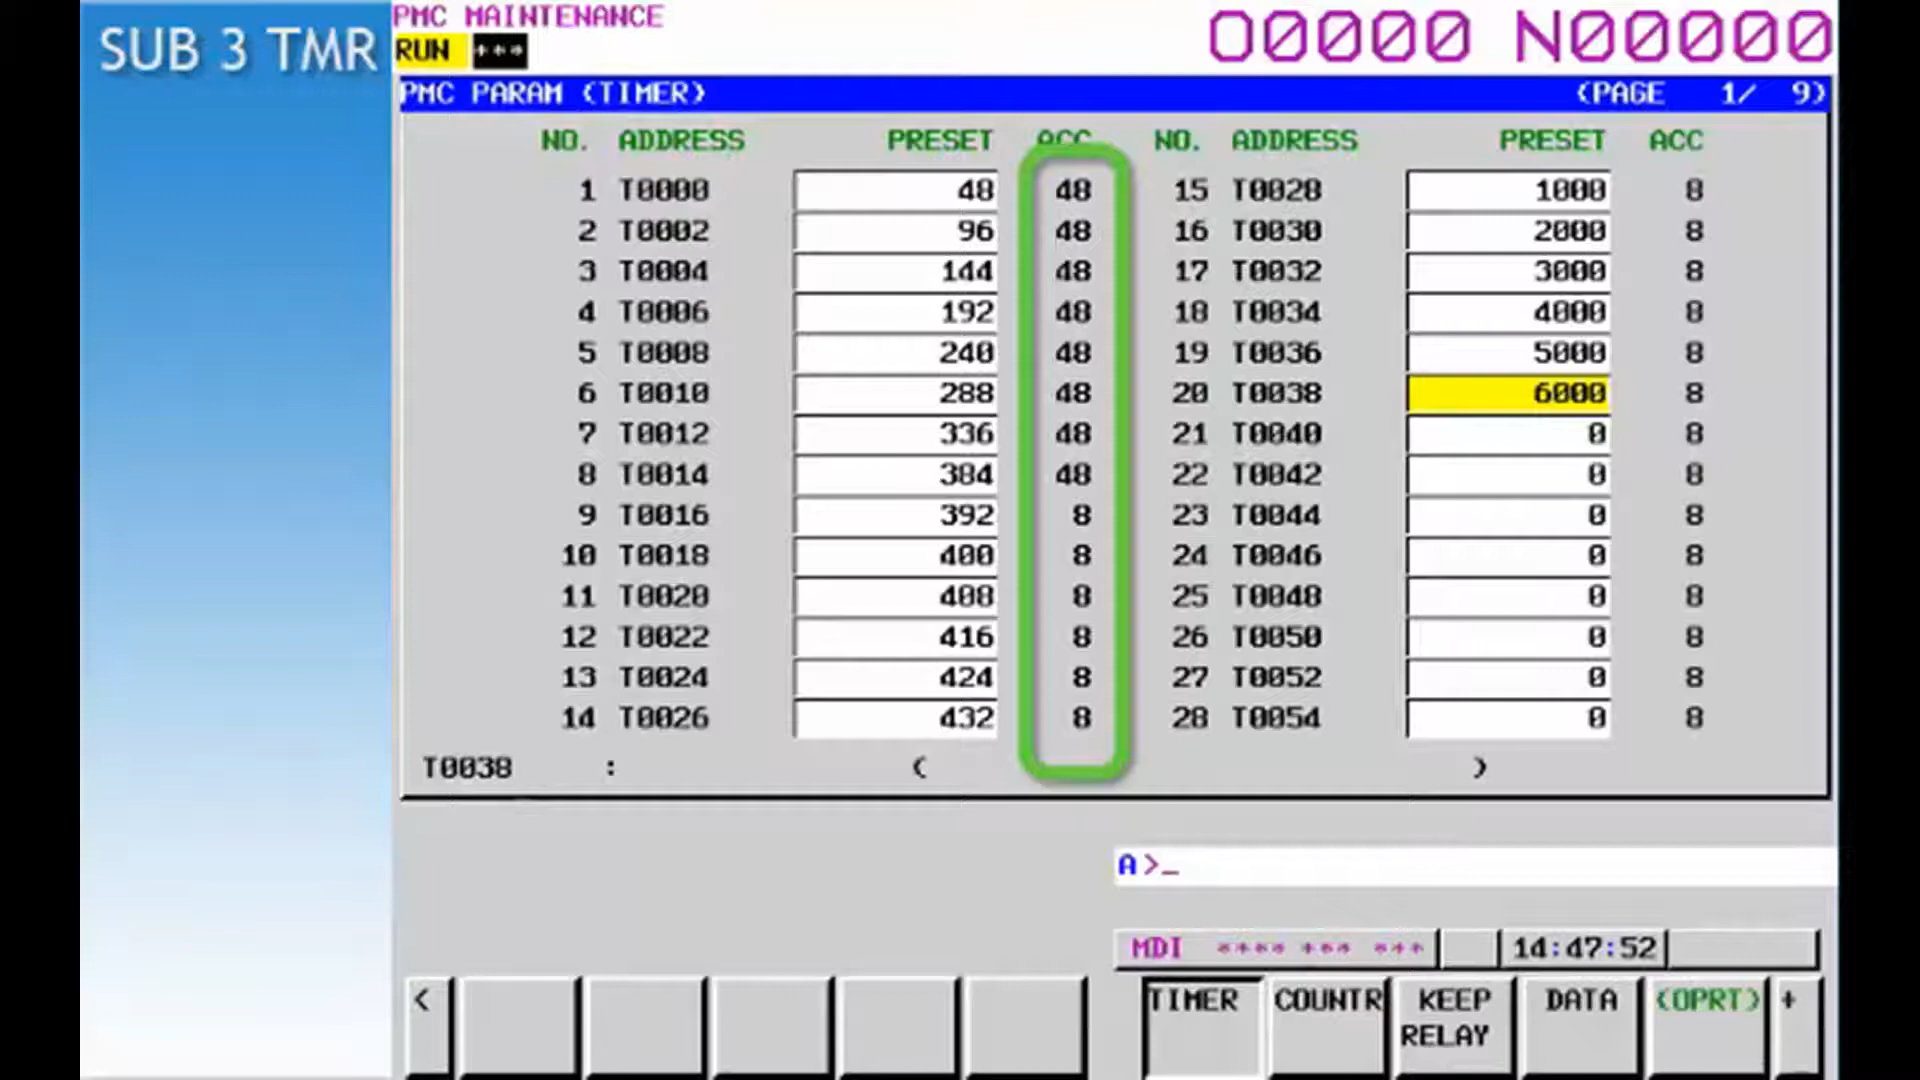 SUB 3 TMR
PMC MAINTENANCE
O0000 N00000
RUN ***
PMC PARAM (TIMER) (PAGE 1/ 9)
NO. ADDRESS PRESET ACC NO. ADDRESS PRESET ACC
1 T0000 48 48 15 T0028 1000 8
2 T0002 96 48 16 T0030 2000 8
3 T0004 144 48 17 T0032 3000 8
4 T0006 192 48 18 T0034 4000 8
5 T0008 240 48 19 T0036 5000 8
6 T0010 288 48 20 T0038 6000 8
7 T0012 336 48 21 T0040 0 8
8 T0014 384 48 22 T0042 0 8
9 T0016 392 8 23 T0044 0 8
10 T0018 400 8 24 T0046 0 8
11 T0020 408 8 25 T0048 0 8
12 T0022 416 8 26 T0050 0 8
13 T0024 424 8 27 T0052 0 8
14 T0026 432 8 28 T0054 0 8
T0038 : ( )
A >_
MDI **** *** *** 14:47:52
< TIMER COUNTR KEEP RELAY DATA (OPRT) +